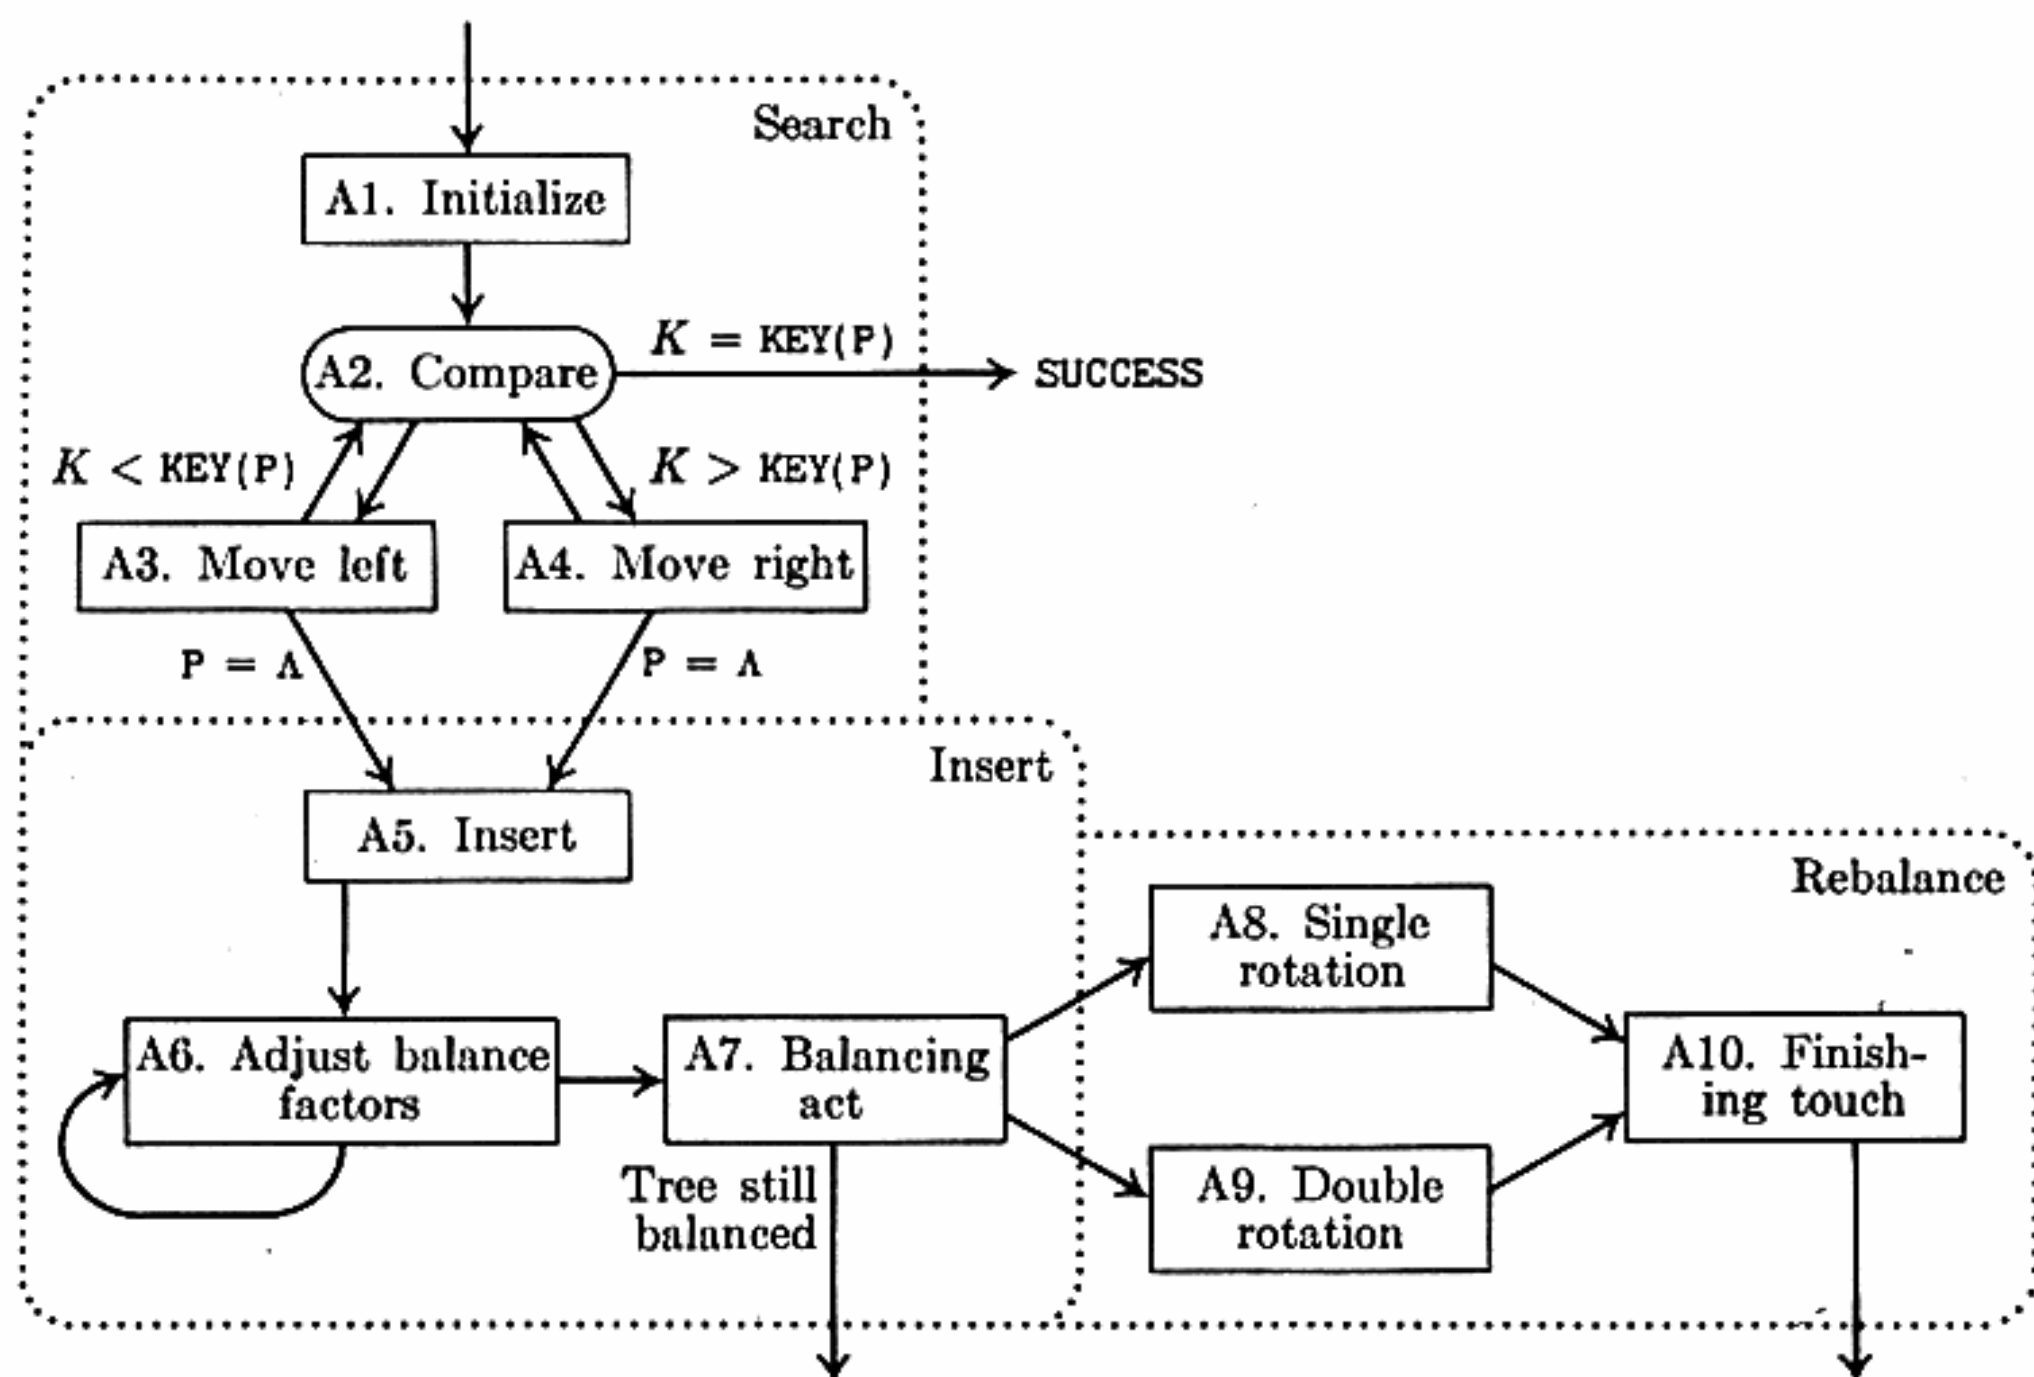 Search
A1. Initialize
K = KEY(P)
A2. Compare
SUCCESS
K < KEY(P)
K > KEY(P)
A3. Move left
A4. Move right
P = Λ
P = Λ
Insert
A5. Insert
Rebalance
A8. Single
rotation
A6. Adjust balance
factors
A7. Balancing
act
A10. Finish-
ing touch
Tree still
balanced
A9. Double
rotation